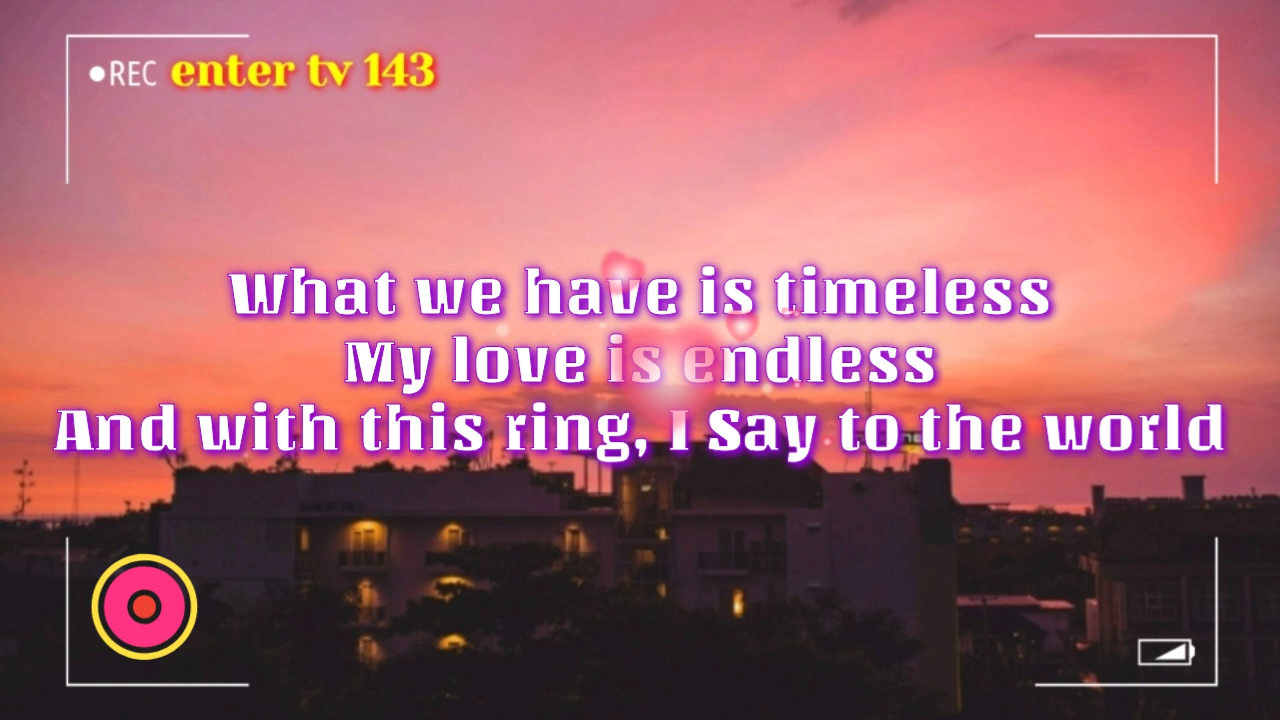 REC enter tv 143
What we have is timeless
My love is endless
And with this ring, I Say to the world